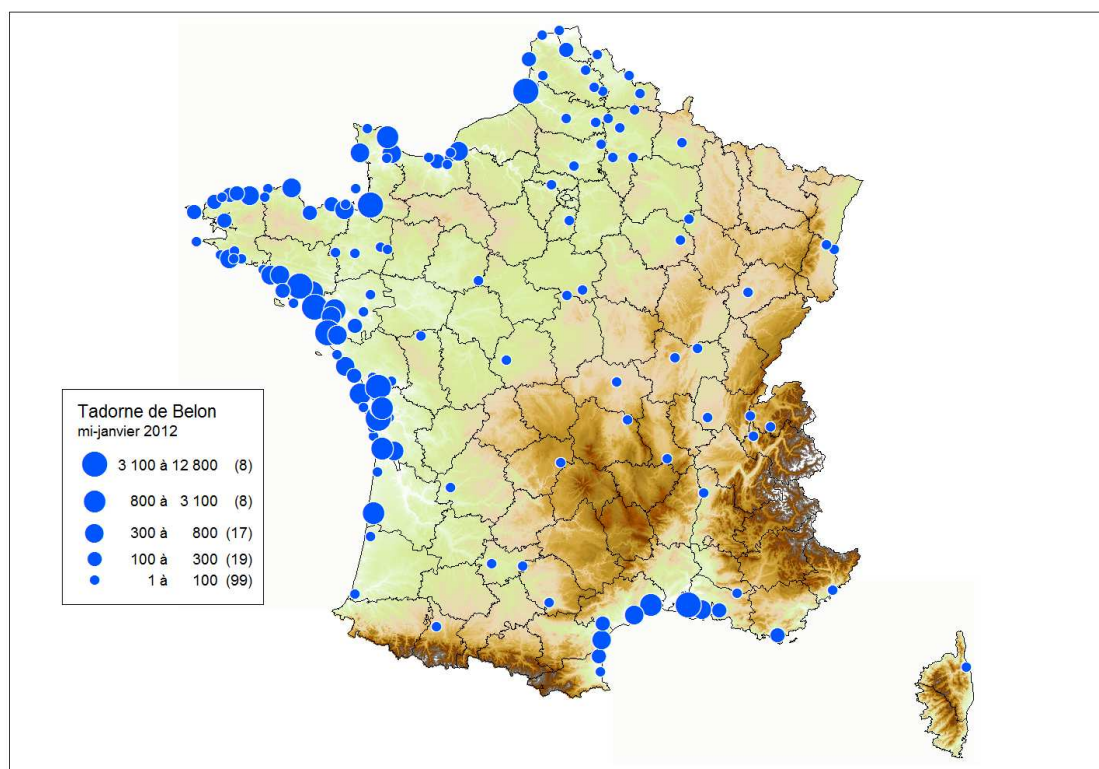 Tadorne de Belon
mi-janvier 2012
3 100 à 12 800 (8)
800 à 3 100 (8)
300 à 800 (17)
100 à 300 (19)
1 à 100 (99)